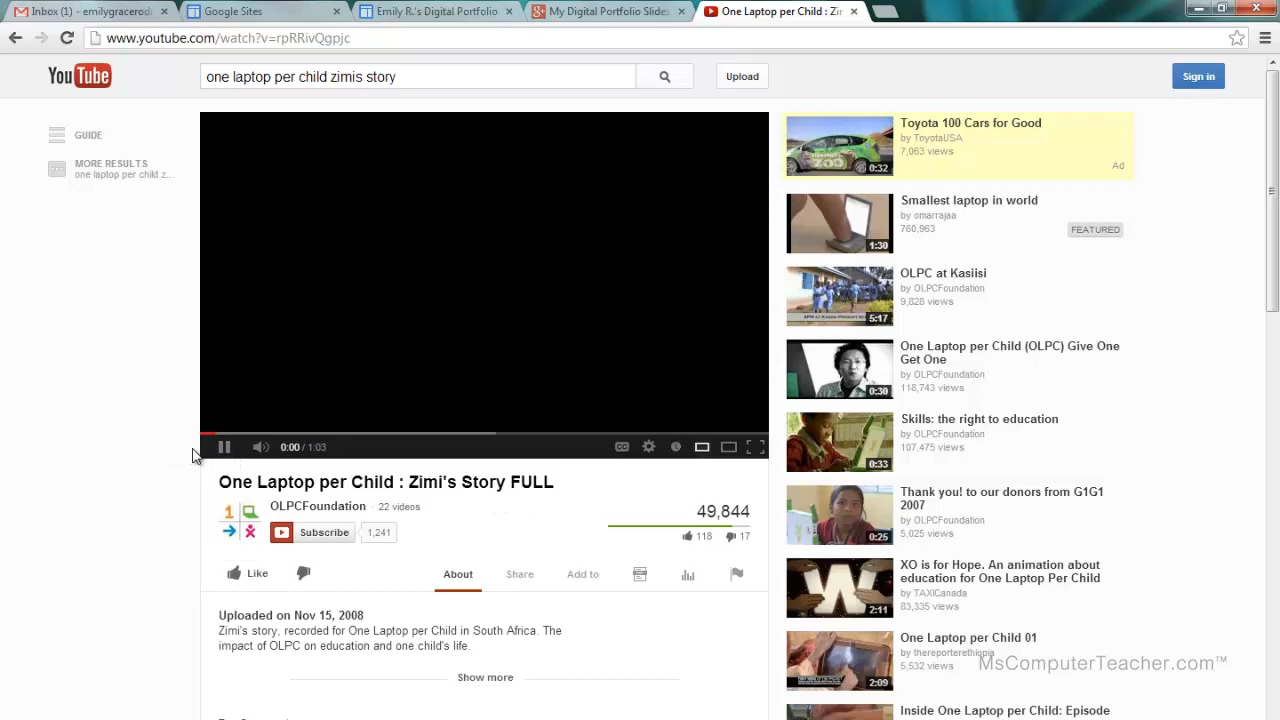 Inbox (1) - emilygracerod
Google Sites
Emily R.'s Digital Portfolio
My Digital Portfolio Slides
One Laptop per Child : Zim
www.youtube.com/watch?v=rpRRivQgpjc
YouTube
one laptop per child zimis story
Upload
Sign in
GUIDE
MORE RESULTS
one laptop per child z...
0:00 / 1:03
One Laptop per Child : Zimi's Story FULL
OLPCFoundation · 22 videos
Subscribe 1,241
49,844
118 17
Like
About
Share
Add to
Uploaded on Nov 15, 2008
Zimi's story, recorded for One Laptop per Child in South Africa. The
impact of OLPC on education and one child's life.
Show more
Toyota 100 Cars for Good
by ToyotaUSA
7,063 views
Ad
0:32
Smallest laptop in world
by omarrajaa
760,963
FEATURED
1:30
OLPC at Kasiisi
by OLPCFoundation
9,828 views
5:17
One Laptop per Child (OLPC) Give One
Get One
by OLPCFoundation
118,743 views
0:30
Skills: the right to education
by OLPCFoundation
107,475 views
0:33
Thank you! to our donors from G1G1
2007
by OLPCFoundation
5,025 views
0:25
XO is for Hope. An animation about
education for One Laptop Per Child
by TAXICanada
83,335 views
2:11
One Laptop per Child 01
by thereporterethiopia
5,532 views
2:09
MsComputerTeacher.com™
Inside One Laptop per Child: Episode